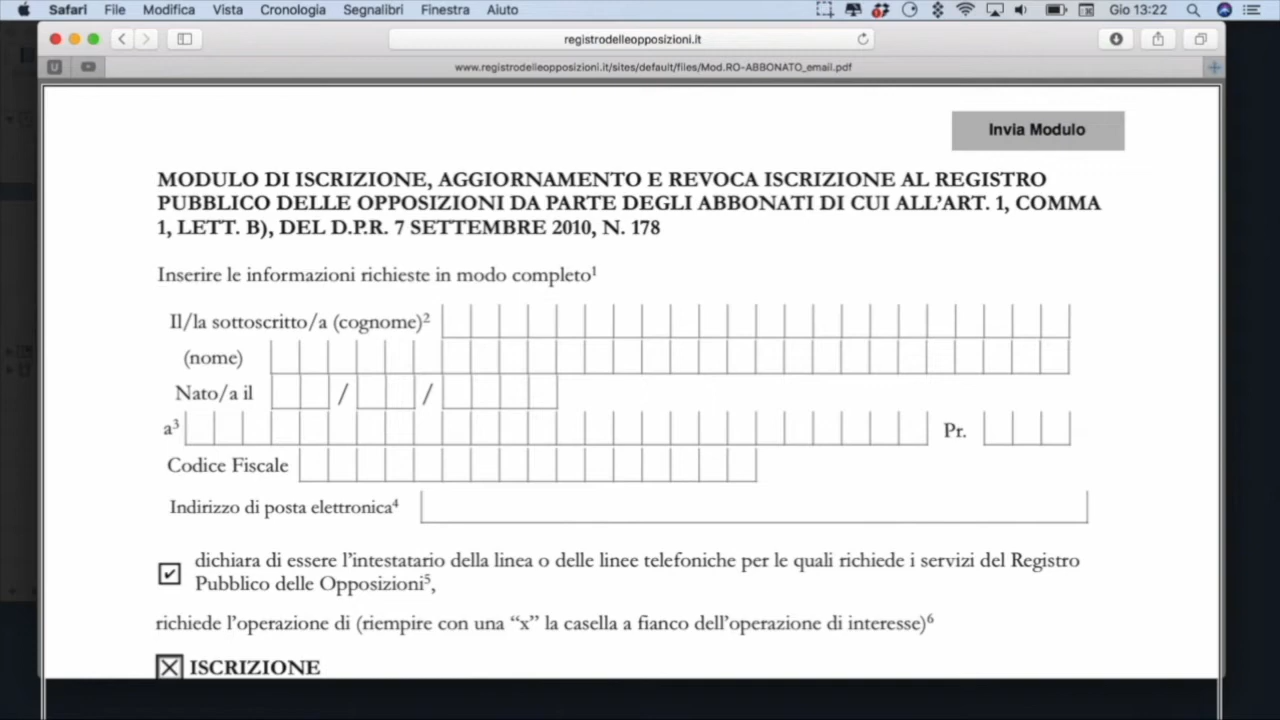 Safari File Modifica Vista Cronologia Segnalibri Finestra Aiuto Gio 13:22
registrodelleopposizioni.it
www.registrodelleopposizioni.it/sites/default/files/Mod.RO-ABBONATO_email.pdf
Invia Modulo
MODULO DI ISCRIZIONE, AGGIORNAMENTO E REVOCA ISCRIZIONE AL REGISTRO
PUBBLICO DELLE OPPOSIZIONI DA PARTE DEGLI ABBONATI DI CUI ALL’ART. 1, COMMA
1, LETT. B), DEL D.P.R. 7 SETTEMBRE 2010, N. 178
Inserire le informazioni richieste in modo completo¹
Il/la sottoscritto/a (cognome)²
(nome)
Nato/a il / /
a³ Pr.
Codice Fiscale
Indirizzo di posta elettronica⁴
dichiara di essere l’intestatario della linea o delle linee telefoniche per le quali richiede i servizi del Registro
Pubblico delle Opposizioni⁵,
richiede l’operazione di (riempire con una “x” la casella a fianco dell’operazione di interesse)⁶
ISCRIZIONE